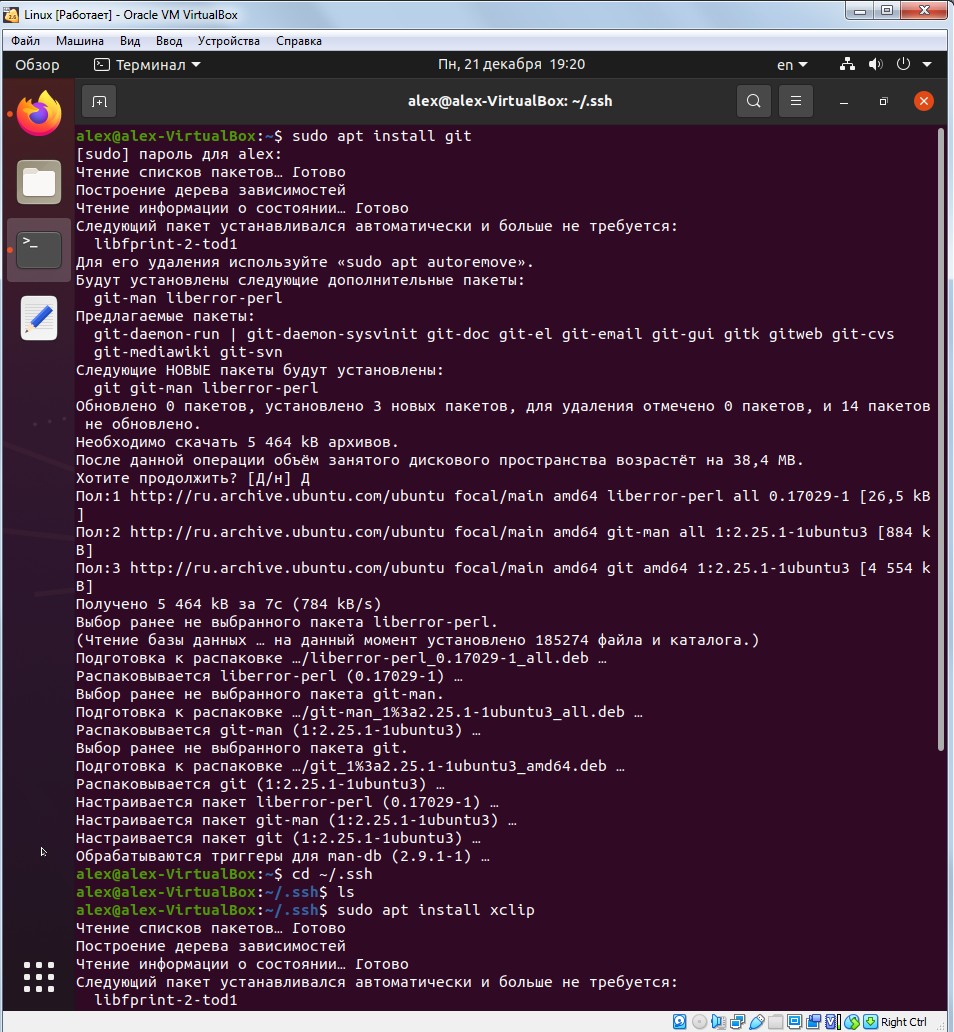 Linux [Работает] - Oracle VM VirtualBox
Файл Машина Вид Ввод Устройства Справка
Обзор Терминал Пн, 21 декабря 19:20 en
alex@alex-VirtualBox: ~/.ssh
alex@alex-VirtualBox:~$ sudo apt install git
[sudo] пароль для alex:
Чтение списков пакетов… Готово
Построение дерева зависимостей
Чтение информации о состоянии… Готово
Следующий пакет устанавливался автоматически и больше не требуется:
libfprint-2-tod1
Для его удаления используйте «sudo apt autoremove».
Будут установлены следующие дополнительные пакеты:
git-man liberror-perl
Предлагаемые пакеты:
git-daemon-run | git-daemon-sysvinit git-doc git-el git-email git-gui gitk gitweb git-cvs
git-mediawiki git-svn
Следующие НОВЫЕ пакеты будут установлены:
git git-man liberror-perl
Обновлено 0 пакетов, установлено 3 новых пакетов, для удаления отмечено 0 пакетов, и 14 пакетов
не обновлено.
Необходимо скачать 5 464 kB архивов.
После данной операции объём занятого дискового пространства возрастёт на 38,4 MB.
Хотите продолжить? [Д/н] Д
Пол:1 http://ru.archive.ubuntu.com/ubuntu focal/main amd64 liberror-perl all 0.17029-1 [26,5 kB
]
Пол:2 http://ru.archive.ubuntu.com/ubuntu focal/main amd64 git-man all 1:2.25.1-1ubuntu3 [884 k
B]
Пол:3 http://ru.archive.ubuntu.com/ubuntu focal/main amd64 git amd64 1:2.25.1-1ubuntu3 [4 554 k
B]
Получено 5 464 kB за 7с (784 kB/s)
Выбор ранее не выбранного пакета liberror-perl.
(Чтение базы данных … на данный момент установлено 185274 файла и каталога.)
Подготовка к распаковке …/liberror-perl_0.17029-1_all.deb …
Распаковывается liberror-perl (0.17029-1) …
Выбор ранее не выбранного пакета git-man.
Подготовка к распаковке …/git-man_1%3a2.25.1-1ubuntu3_all.deb …
Распаковывается git-man (1:2.25.1-1ubuntu3) …
Выбор ранее не выбранного пакета git.
Подготовка к распаковке …/git_1%3a2.25.1-1ubuntu3_amd64.deb …
Распаковывается git (1:2.25.1-1ubuntu3) …
Настраивается пакет liberror-perl (0.17029-1) …
Настраивается пакет git-man (1:2.25.1-1ubuntu3) …
Настраивается пакет git (1:2.25.1-1ubuntu3) …
Обрабатываются триггеры для man-db (2.9.1-1) …
alex@alex-VirtualBox:~$ cd ~/.ssh
alex@alex-VirtualBox:~/.ssh$ ls
alex@alex-VirtualBox:~/.ssh$ sudo apt install xclip
Чтение списков пакетов… Готово
Построение дерева зависимостей
Чтение информации о состоянии… Готово
Следующий пакет устанавливался автоматически и больше не требуется:
libfprint-2-tod1
Right Ctrl